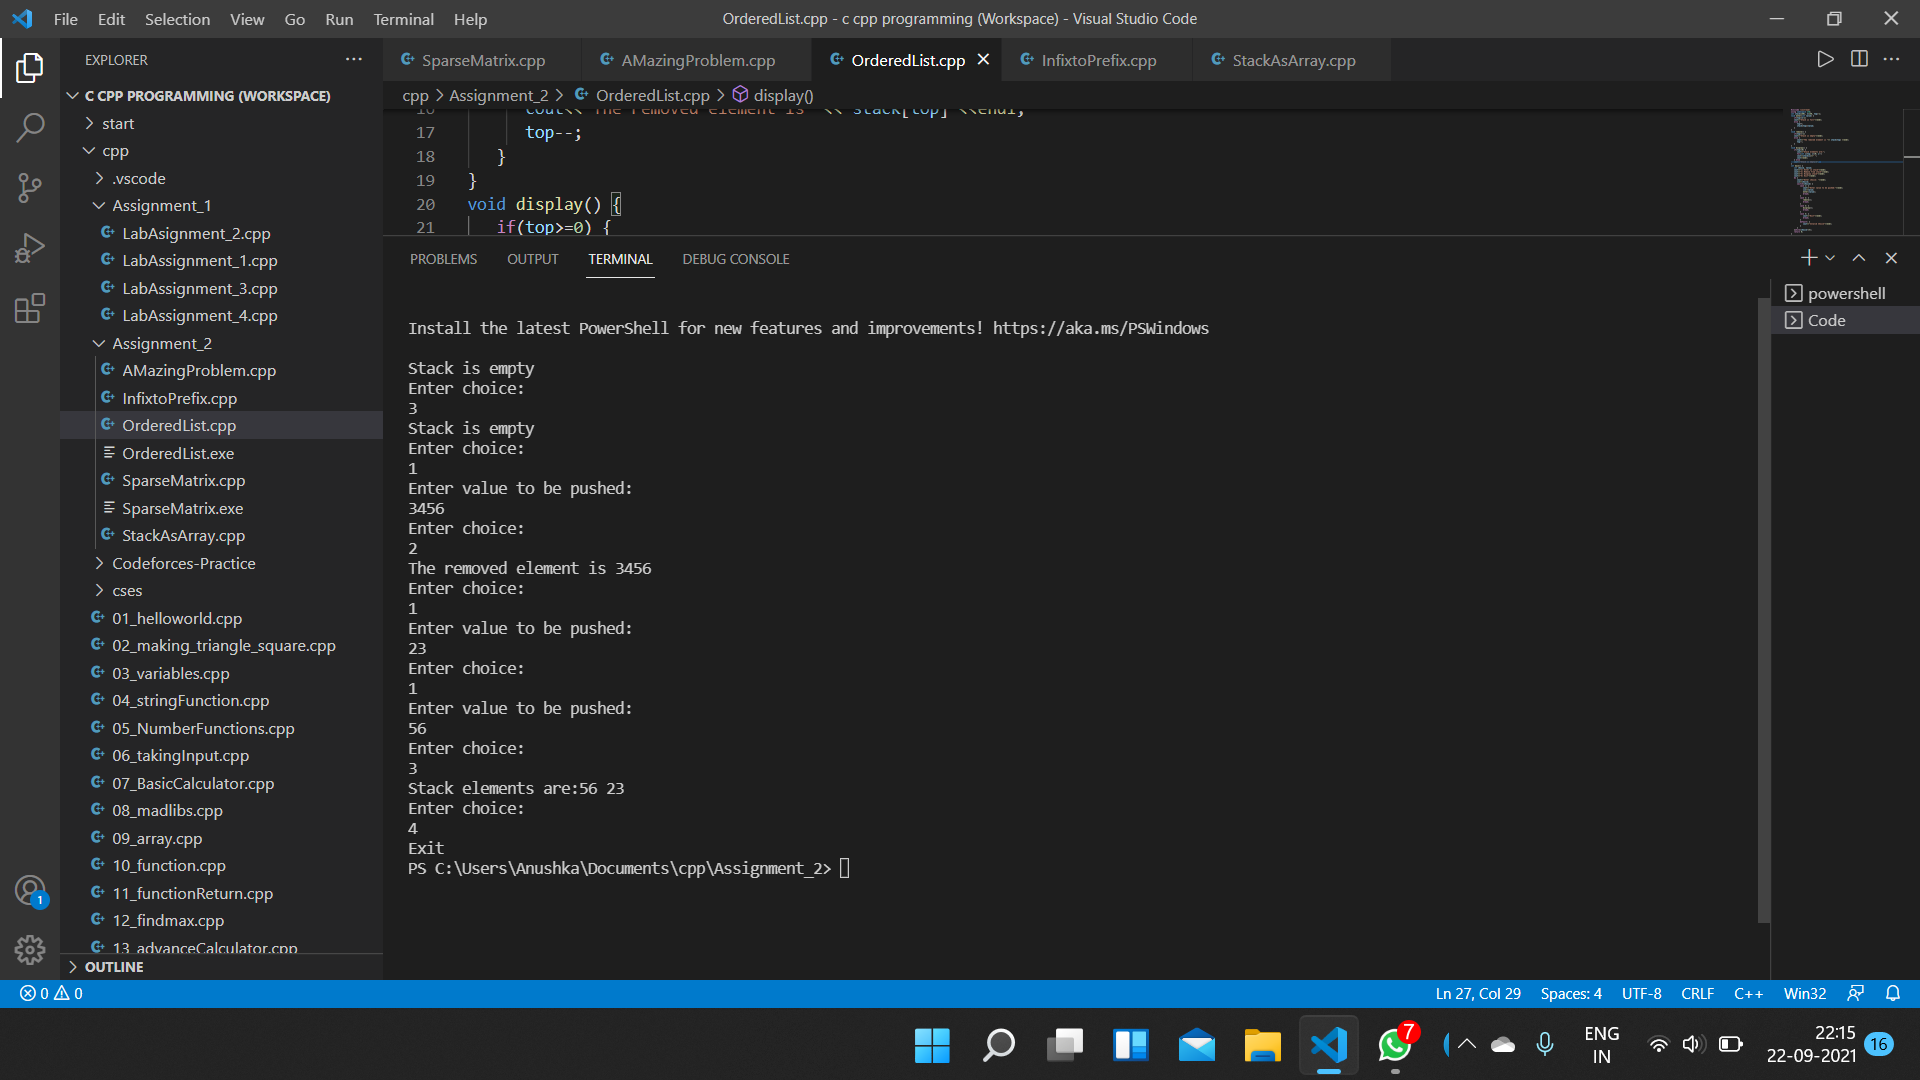 File Edit Selection View Go Run Terminal Help
OrderedList.cpp - c cpp programming (Workspace) - Visual Studio Code
EXPLORER
SparseMatrix.cpp AMazingProblem.cpp OrderedList.cpp InfixtoPrefix.cpp StackAsArray.cpp
cpp > Assignment_2 > OrderedList.cpp > display()
C CPP PROGRAMMING (WORKSPACE)
start
cpp
.vscode
Assignment_1
LabAsignment_2.cpp
LabAssignment_1.cpp
LabAssignment_3.cpp
LabAssignment_4.cpp
Assignment_2
AMazingProblem.cpp
InfixtoPrefix.cpp
OrderedList.cpp
OrderedList.exe
SparseMatrix.cpp
SparseMatrix.exe
StackAsArray.cpp
Codeforces-Practice
cses
01_helloworld.cpp
02_making_triangle_square.cpp
03_variables.cpp
04_stringFunction.cpp
05_NumberFunctions.cpp
06_takingInput.cpp
07_BasicCalculator.cpp
08_madlibs.cpp
09_array.cpp
10_function.cpp
11_functionReturn.cpp
12_findmax.cpp
13_advanceCalculator.cpp
OUTLINE
16 cout<<"The removed element is "<< stack[top] <<endl;
17 top--;
18 }
19 }
20 void display() {
21 if(top>=0) {
PROBLEMS OUTPUT TERMINAL DEBUG CONSOLE
powershell
Code
Install the latest PowerShell for new features and improvements! https://aka.ms/PSWindows
Stack is empty
Enter choice:
3
Stack is empty
Enter choice:
1
Enter value to be pushed:
3456
Enter choice:
2
The removed element is 3456
Enter choice:
1
Enter value to be pushed:
23
Enter choice:
1
Enter value to be pushed:
56
Enter choice:
3
Stack elements are:56 23
Enter choice:
4
Exit
PS C:\Users\Anushka\Documents\cpp\Assignment_2>
1
0 0
Ln 27, Col 29 Spaces: 4 UTF-8 CRLF C++ Win32
7
ENG
IN
22:15
22-09-2021
16